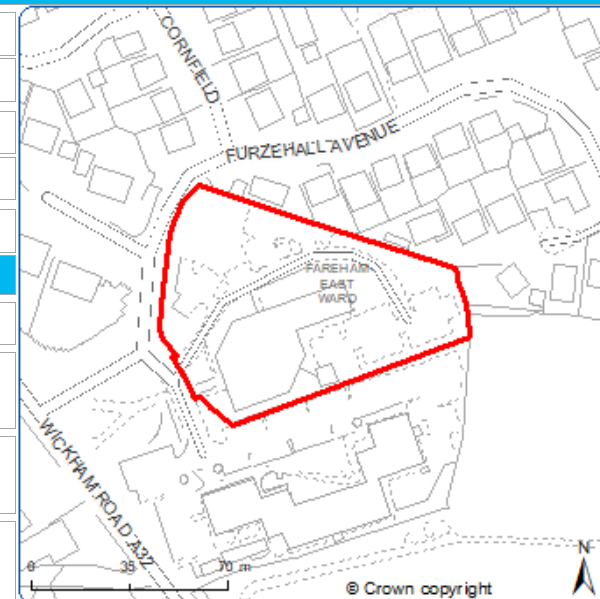 CORNFIELD
FURZEHALL AVENUE
FAREHAM
EAST
WARD
WICKHAM ROAD A32
0 35 70 m
N
© Crown copyright